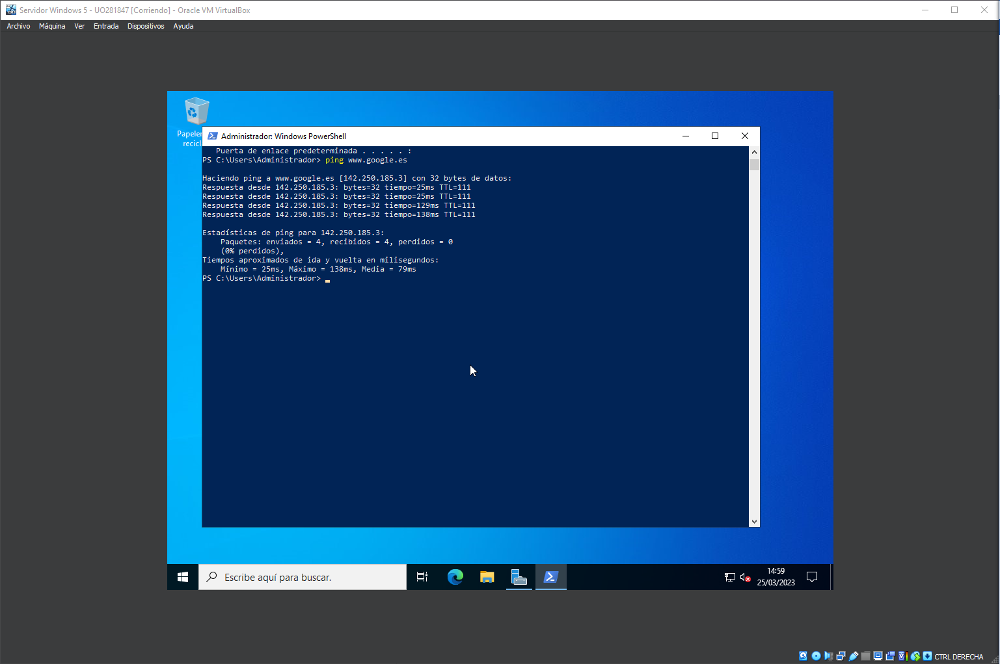 Servidor Windows 5 - UO281847 [Corriendo] - Oracle VM VirtualBox
Archivo Máquina Ver Entrada Dispositivos Ayuda
Administrador: Windows PowerShell
Papeler
recicl
Puerta de enlace predeterminada . . . . . :
PS C:\Users\Administrador> ping www.google.es
Haciendo ping a www.google.es [142.250.185.3] con 32 bytes de datos:
Respuesta desde 142.250.185.3: bytes=32 tiempo=25ms TTL=111
Respuesta desde 142.250.185.3: bytes=32 tiempo=25ms TTL=111
Respuesta desde 142.250.185.3: bytes=32 tiempo=129ms TTL=111
Respuesta desde 142.250.185.3: bytes=32 tiempo=138ms TTL=111
Estadísticas de ping para 142.250.185.3:
Paquetes: enviados = 4, recibidos = 4, perdidos = 0
(0% perdidos),
Tiempos aproximados de ida y vuelta en milisegundos:
Mínimo = 25ms, Máximo = 138ms, Media = 79ms
PS C:\Users\Administrador>
Escribe aquí para buscar.
14:59
25/03/2023
CTRL DERECHA